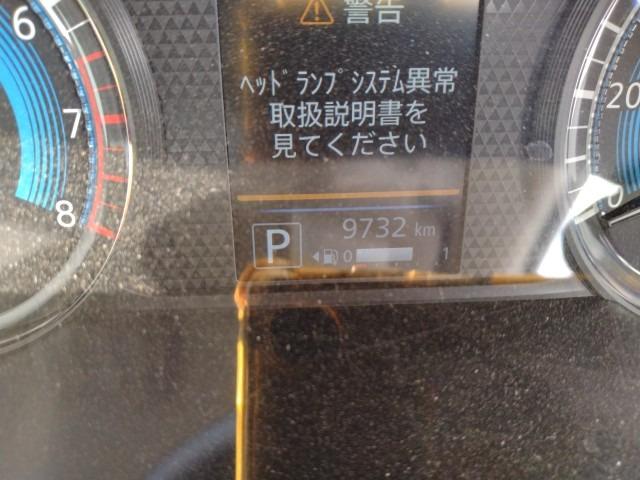 警告
ﾍｯﾄﾞﾗﾝﾌﾟｼｽﾃﾑ異常
取扱説明書を
見てください
P
9732 km
0 1
6
7
8
20
0